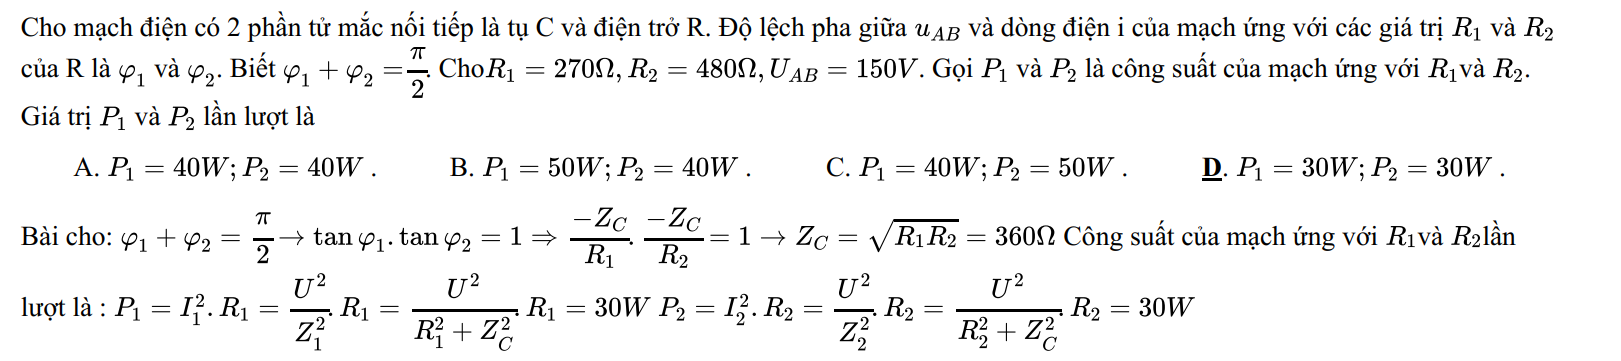 Cho mạch điện có 2 phần tử mắc nối tiếp là tụ C và điện trở R. Độ lệch pha giữa $u_{AB}$ và dòng điện i của mạch ứng với các giá trị $R_1$ và $R_2$
của R là $\varphi_1$ và $\varphi_2$. Biết $\varphi_1 + \varphi_2 = \dfrac{\pi}{2}$. Cho$R_1 = 270\Omega, R_2 = 480\Omega, U_{AB} = 150V$. Gọi $P_1$ và $P_2$ là công suất của mạch ứng với $R_1$và $R_2$.
Giá trị $P_1$ và $P_2$ lần lượt là
A. $P_1 = 40W; P_2 = 40W$ . B. $P_1 = 50W; P_2 = 40W$ . C. $P_1 = 40W; P_2 = 50W$ . D. $P_1 = 30W; P_2 = 30W$ .
Bài cho: $\varphi_1 + \varphi_2 = \dfrac{\pi}{2} \rightarrow \tan\varphi_1.\tan\varphi_2 = 1 \Rightarrow \dfrac{-Z_C}{R_1}.\dfrac{-Z_C}{R_2} = 1 \rightarrow Z_C = \sqrt{R_1R_2} = 360\Omega$ Công suất của mạch ứng với $R_1$và $R_2$lần
lượt là : $P_1 = I_1^2.R_1 = \dfrac{U^2}{Z_1^2}.R_1 = \dfrac{U^2}{R_1^2 + Z_C^2}.R_1 = 30W$ $P_2 = I_2^2.R_2 = \dfrac{U^2}{Z_2^2}.R_2 = \dfrac{U^2}{R_2^2 + Z_C^2}.R_2 = 30W$